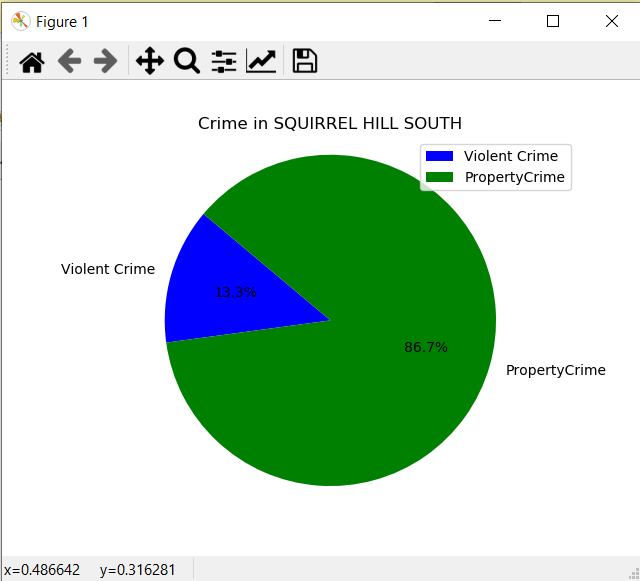 Figure 1
Crime in SQUIRREL HILL SOUTH
Violent Crime
PropertyCrime
Violent Crime
13.3%
86.7%
PropertyCrime
x=0.486642 y=0.316281